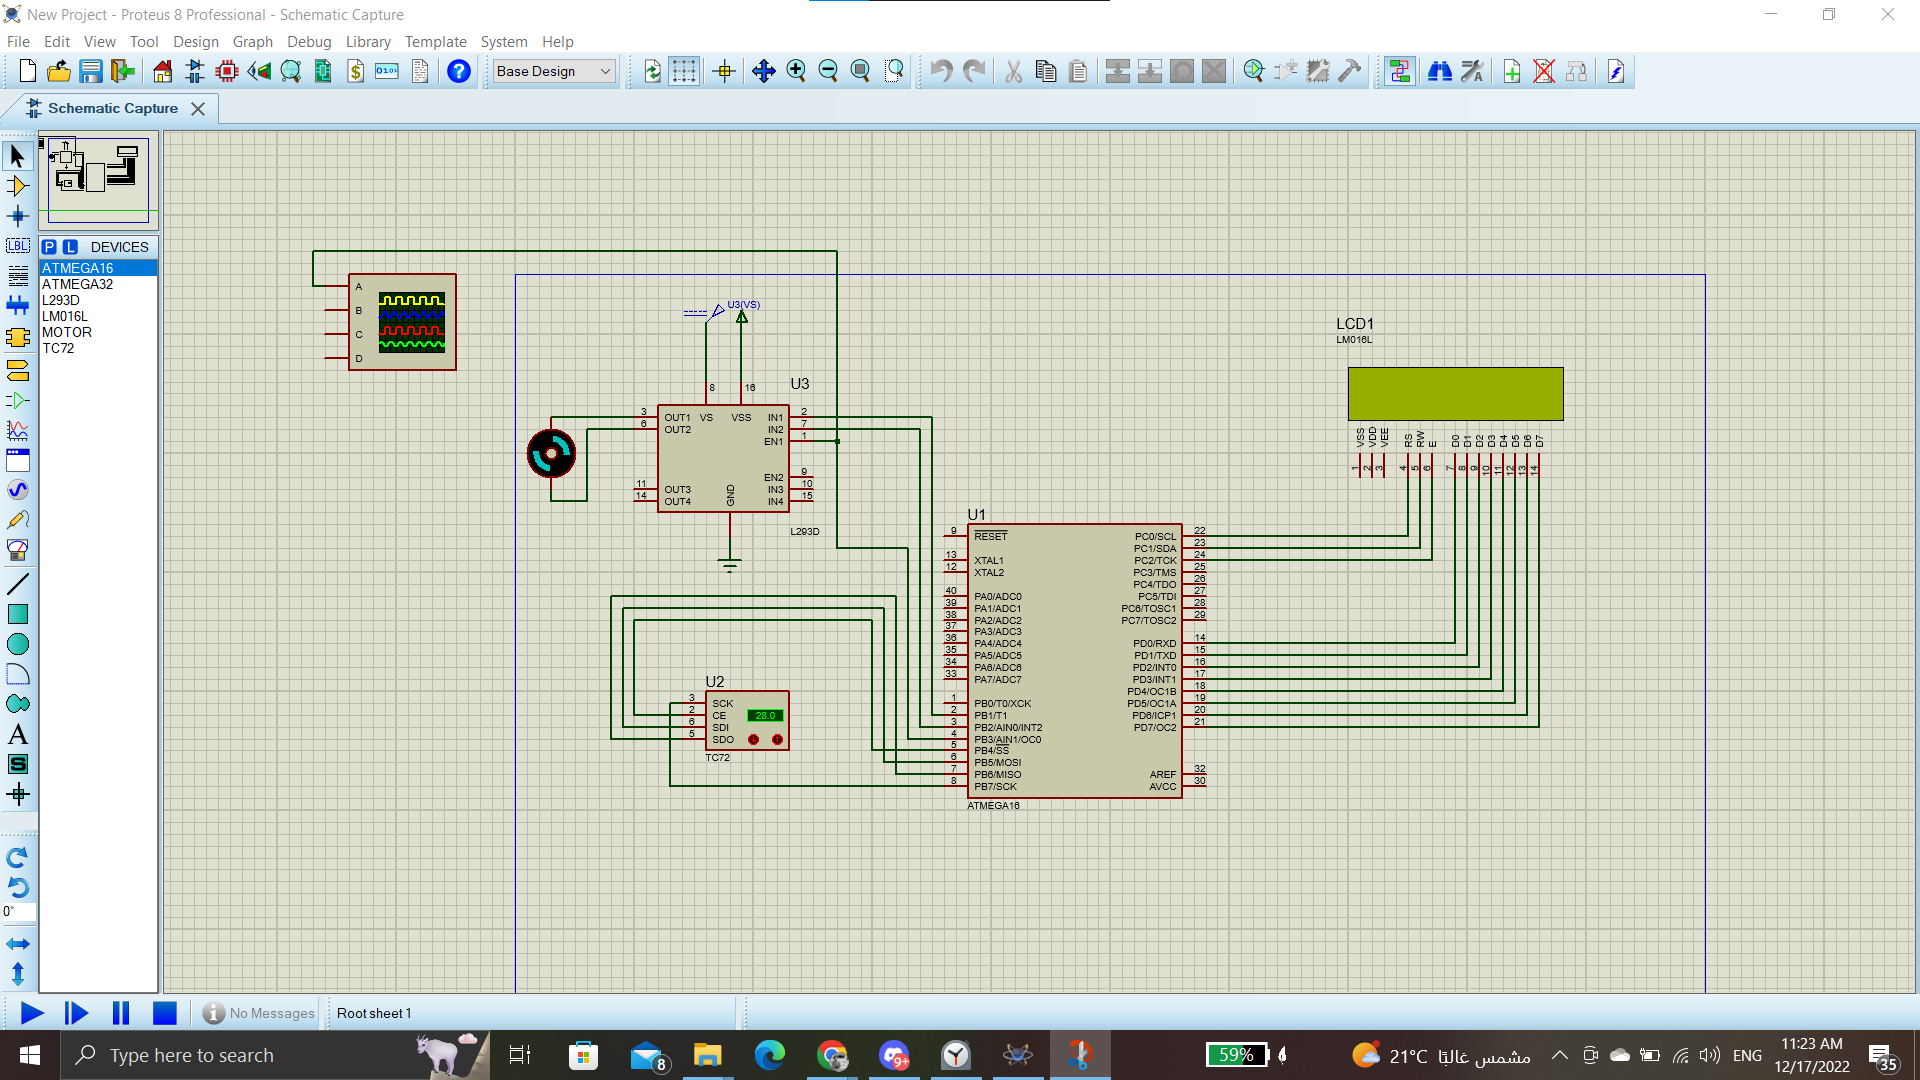 New Project - Proteus 8 Professional - Schematic Capture
File Edit View Tool Design Graph Debug Library Template System Help
Base Design
Schematic Capture
P L DEVICES
ATMEGA16
ATMEGA32
L293D
LM016L
MOTOR
TC72
LBL
A
S
0°
A
B
C
D
U3(VS)
8
16
U3
3 OUT1 VS VSS IN1 2
6 OUT2 IN2 7
EN1 1
EN2 9
11 OUT3 GND IN3 10
14 OUT4 IN4 15
L293D
LCD1
LM016L
VSS VDD VEE RS RW E D0 D1 D2 D3 D4 D5 D6 D7
1 2 3 4 5 6 7 8 9 10 11 12 13 14
U1
9 RESET PC0/SCL 22
PC1/SDA 23
13 XTAL1 PC2/TCK 24
12 XTAL2 PC3/TMS 25
PC4/TDO 26
40 PA0/ADC0 PC5/TDI 27
39 PA1/ADC1 PC6/TOSC1 28
38 PA2/ADC2 PC7/TOSC2 29
37 PA3/ADC3
36 PA4/ADC4 PD0/RXD 14
35 PA5/ADC5 PD1/TXD 15
34 PA6/ADC6 PD2/INT0 16
33 PA7/ADC7 PD3/INT1 17
PD4/OC1B 18
1 PB0/T0/XCK PD5/OC1A 19
2 PB1/T1 PD6/ICP1 20
3 PB2/AIN0/INT2 PD7/OC2 21
4 PB3/AIN1/OC0
5 PB4/SS
6 PB5/MOSI
7 PB6/MISO AREF 32
8 PB7/SCK AVCC 30
ATMEGA16
U2
3 SCK
2 CE 28.0
6 SDI
5 SDO
TC72
No Messages
Root sheet 1
Type here to search
8
9+
59%
21°C مشمس غالبًا
ENG
11:23 AM
12/17/2022
35